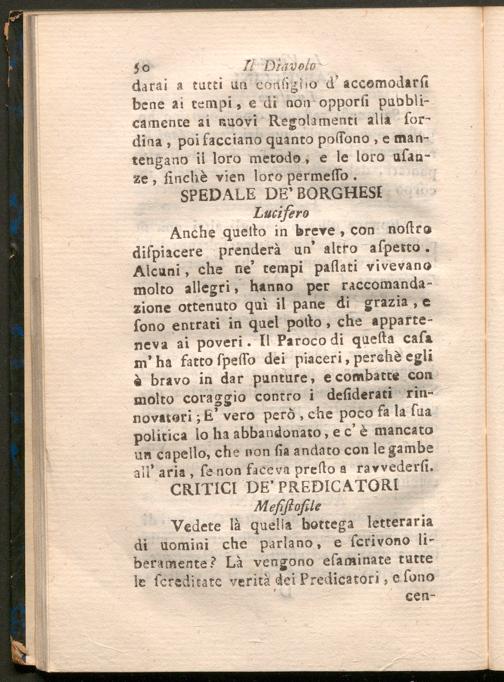 50 Il Diavolo
darai a tutti un consiglio d' accomodarsi
bene ai tempi, e di non opporsi pubbli-
camente ai nuovi Regolamenti alla sor-
dina, poi facciano quanto possono, e man-
tengano il loro metodo, e le loro usan-
ze, sinchè vien loro permesso.
SPEDALE DE' BORGHESI
Lucifero
Anche questo in breve, con nostro
dispiacere prenderà un' altro aspetto.
Alcuni, che ne' tempi passati vivevano
molto allegri, hanno per raccomanda-
zione ottenuto quì il pane di grazia, e
sono entrati in quel posto, che apparte-
neva ai poveri. Il Paroco di questa casa
m' ha fatto spesso dei piaceri, perchè egli
è bravo in dar punture, e combatte con
molto coraggio contro i desiderati rin-
novatori; E' vero però, che poco fa la sua
politica lo ha abbandonato, e c' è mancato
un capello, che non sia andato con le gambe
all' aria, se non faceva presto a ravvedersi.
CRITICI DE' PREDICATORI
Mefistofile
Vedete là quella bottega letteraria
di uomini che parlano, e scrivono li-
beramente? Là vengono esaminate tutte
le screditate verità dei Predicatori, e sono
cen-